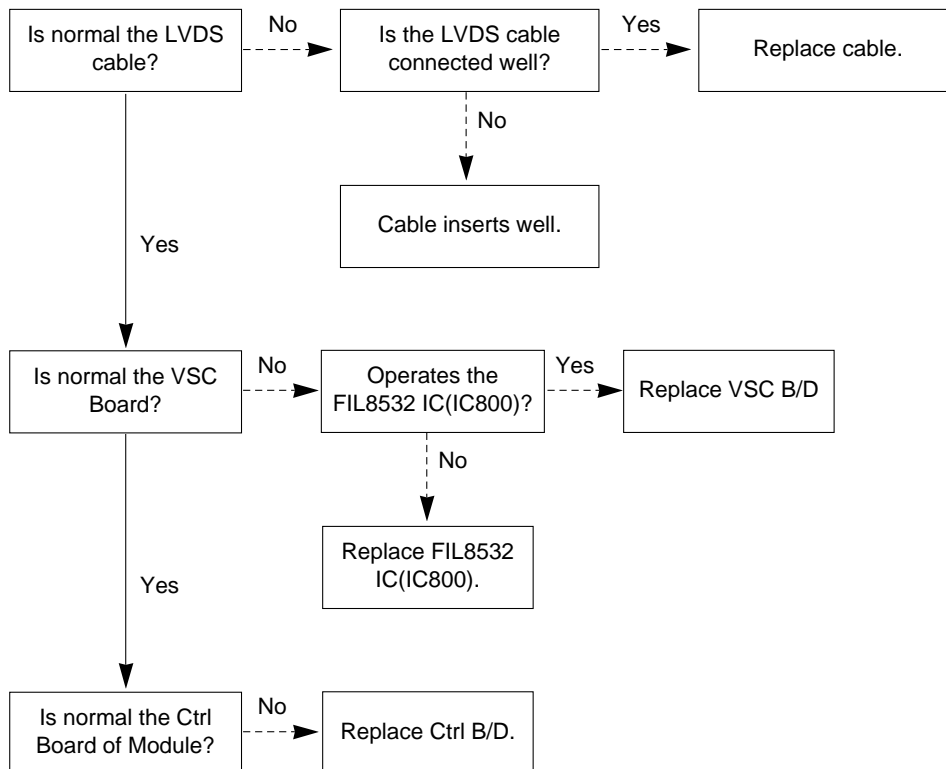 Is normal the LVDS
cable?
No
Is the LVDS cable
connected well?
Yes
Replace cable.
No
Cable inserts well.
Yes
Is normal the VSC
Board?
No
Operates the
FIL8532 IC(IC800)?
Yes
Replace VSC B/D
No
Replace FIL8532
IC(IC800).
Yes
Is normal the Ctrl
Board of Module?
No
Replace Ctrl B/D.